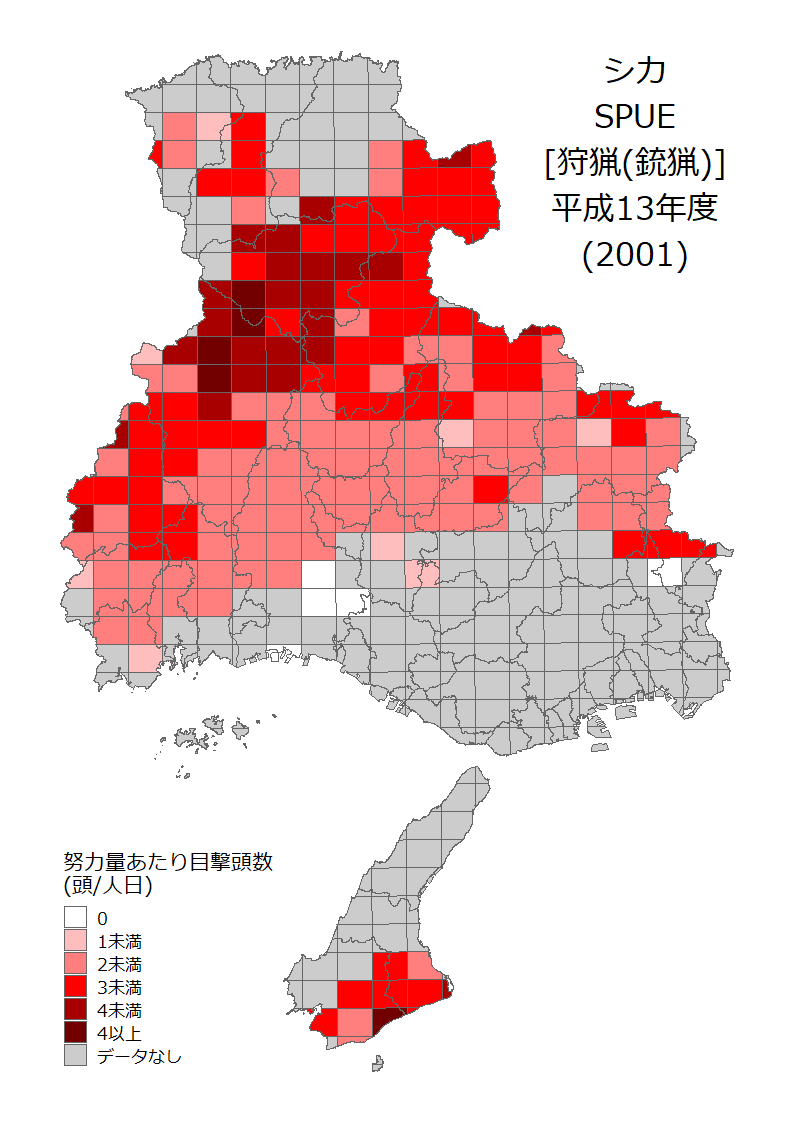 シカ
SPUE
[狩猟(銃猟)]
平成13年度
(2001)
努力量あたり目撃頭数
(頭/人日)
0
1未満
2未満
3未満
4未満
4以上
データなし